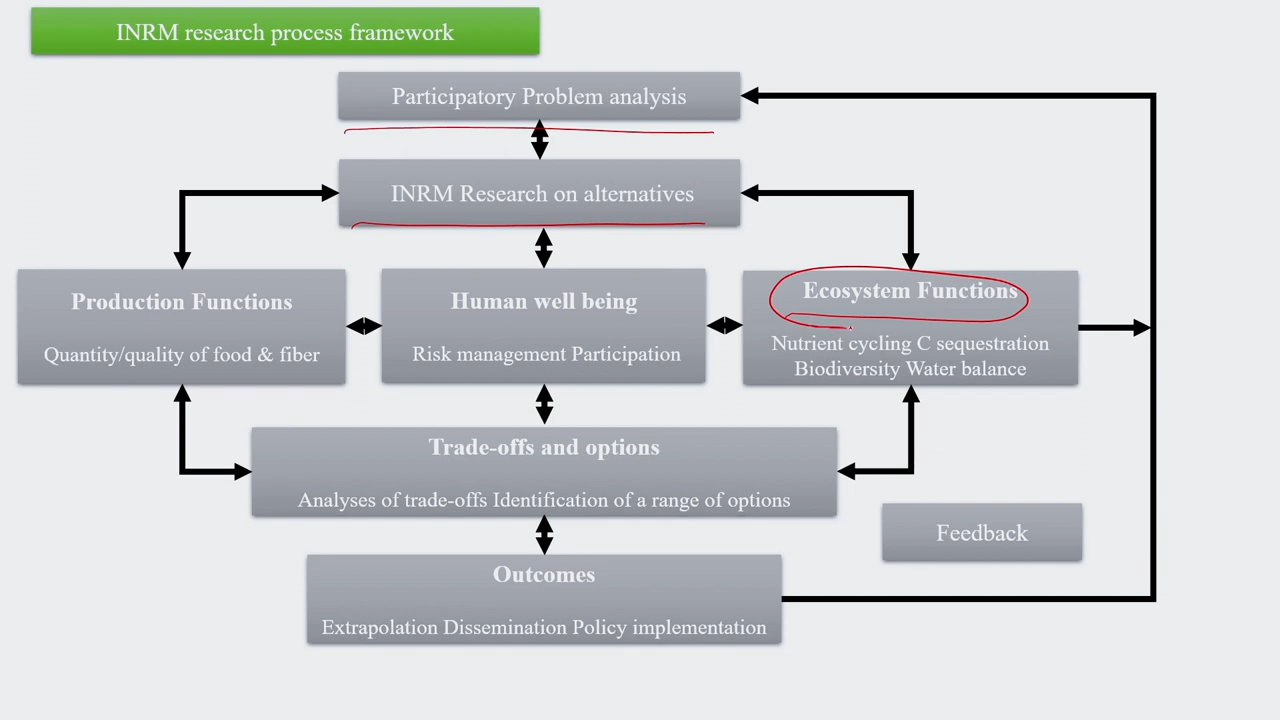 INRM research process framework
Participatory Problem analysis
INRM Research on alternatives
Production Functions
Quantity/quality of food & fiber
Human well being
Risk management Participation
Ecosystem Functions
Nutrient cycling C sequestration
Biodiversity Water balance
Trade-offs and options
Analyses of trade-offs Identification of a range of options
Feedback
Outcomes
Extrapolation Dissemination Policy implementation